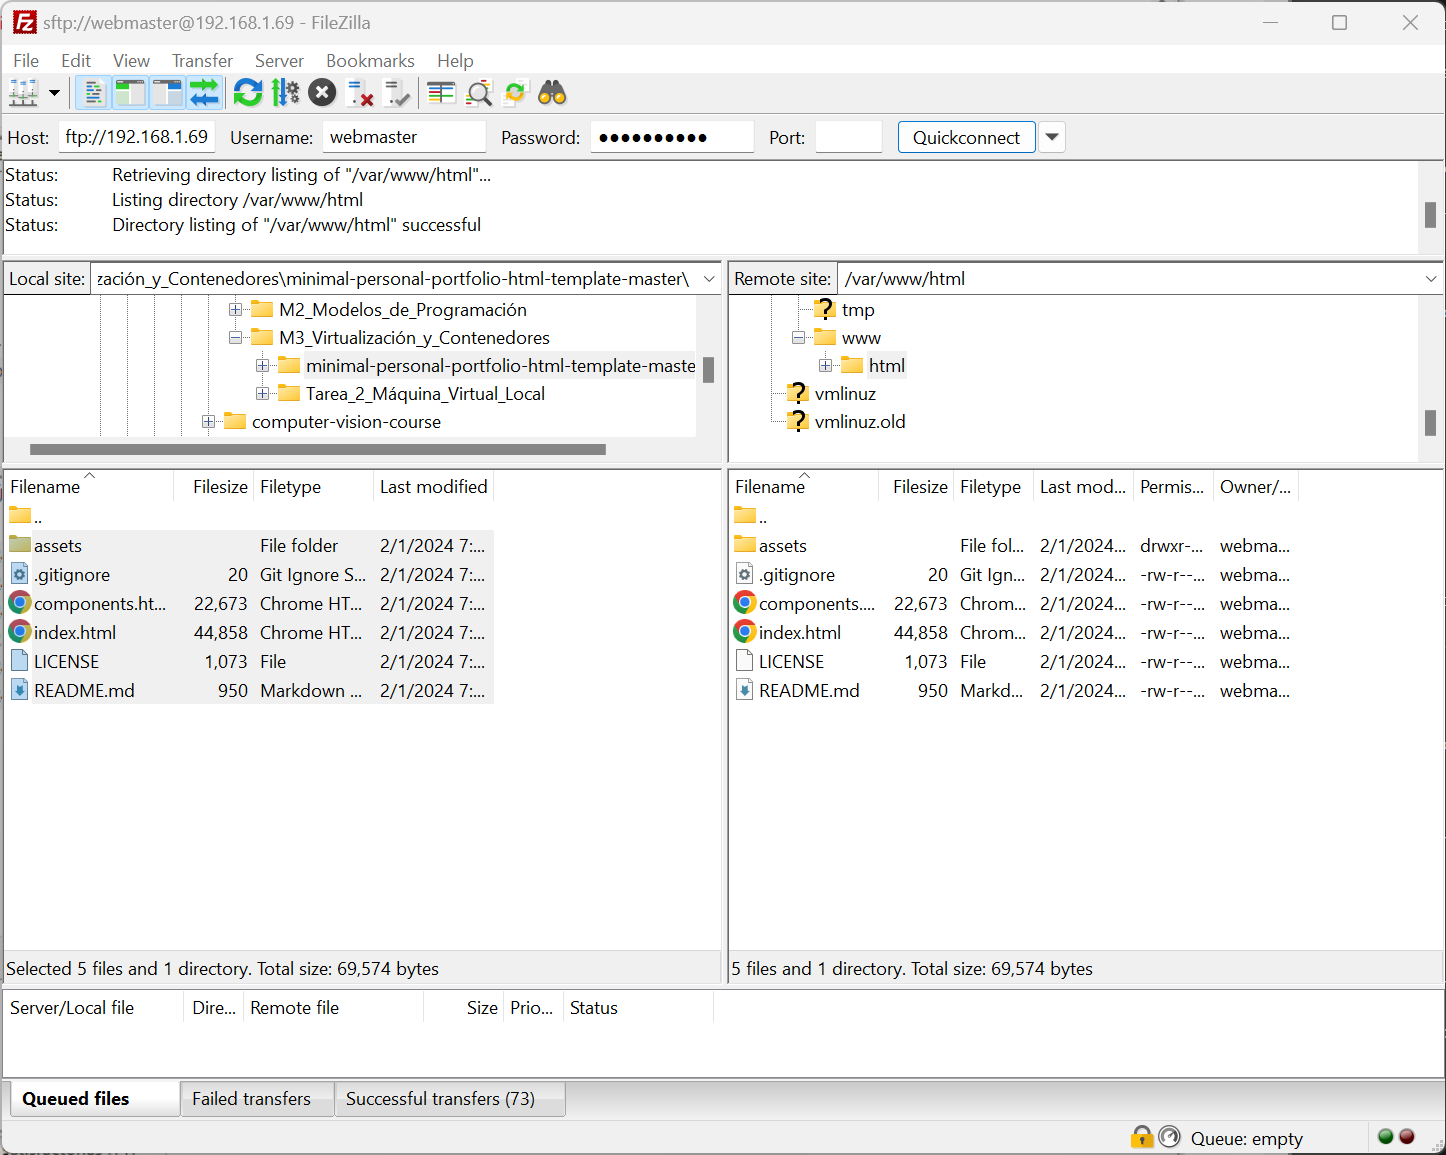 sftp://webmaster@192.168.1.69 - FileZilla
File Edit View Transfer Server Bookmarks Help
Host: ftp://192.168.1.69 Username: webmaster Password: ●●●●●●●●●● Port: Quickconnect
Status: Retrieving directory listing of "/var/www/html"...
Status: Listing directory /var/www/html
Status: Directory listing of "/var/www/html" successful
Local site: zación_y_Contenedores\minimal-personal-portfolio-html-template-master\
M2_Modelos_de_Programación
M3_Virtualización_y_Contenedores
minimal-personal-portfolio-html-template-maste
Tarea_2_Máquina_Virtual_Local
computer-vision-course
Remote site: /var/www/html
? tmp
www
html
? vmlinuz
? vmlinuz.old
Filename Filesize Filetype Last modified
..
assets File folder 2/1/2024 7:...
.gitignore 20 Git Ignore S... 2/1/2024 7:...
components.ht... 22,673 Chrome HT... 2/1/2024 7:...
index.html 44,858 Chrome HT... 2/1/2024 7:...
LICENSE 1,073 File 2/1/2024 7:...
README.md 950 Markdown ... 2/1/2024 7:...
Selected 5 files and 1 directory. Total size: 69,574 bytes
Filename Filesize Filetype Last mod... Permis... Owner/...
..
assets File fol... 2/1/2024... drwxr-... webma...
.gitignore 20 Git Ign... 2/1/2024... -rw-r--... webma...
components.... 22,673 Chrom... 2/1/2024... -rw-r--... webma...
index.html 44,858 Chrom... 2/1/2024... -rw-r--... webma...
LICENSE 1,073 File 2/1/2024... -rw-r--... webma...
README.md 950 Markd... 2/1/2024... -rw-r--... webma...
5 files and 1 directory. Total size: 69,574 bytes
Server/Local file Dire... Remote file Size Prio... Status
Queued files Failed transfers Successful transfers (73)
Queue: empty